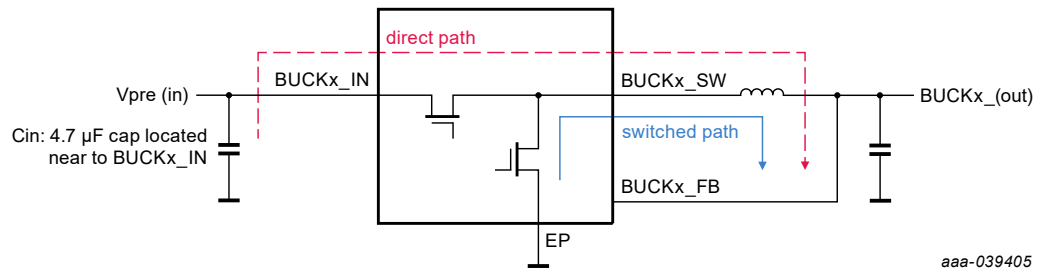 direct path
BUCKx_IN
BUCKx_SW
Vpre (in)
BUCKx_(out)
Cin: 4.7 µF cap located
near to BUCKx_IN
switched path
BUCKx_FB
EP
aaa-039405